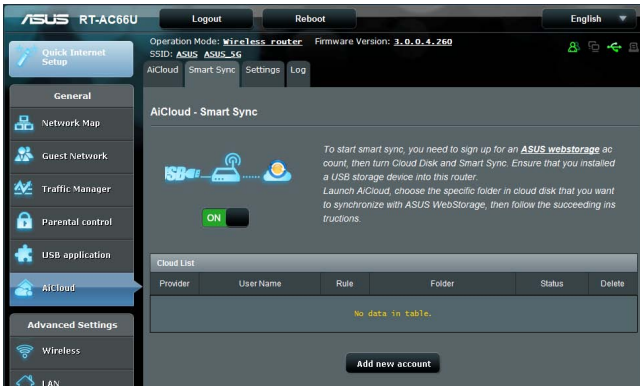 ASUS RT-AC66U
Logout
Reboot
English
Quick Internet
Setup
Operation Mode: Wireless router Firmware Version: 3.0.0.4.260
SSID: ASUS ASUS_5G
AiCloud
Smart Sync
Settings
Log
General
Network Map
Guest Network
Traffic Manager
Parental control
USB application
AiCloud
Advanced Settings
Wireless
LAN
AiCloud - Smart Sync
USB
ON
To start smart sync, you need to sign up for an ASUS webstorage ac
count, then turn Cloud Disk and Smart Sync. Ensure that you installed
a USB storage device into this router.
Launch AiCloud, choose the specific folder in cloud disk that you want
to synchronize with ASUS WebStorage, then follow the succeeding ins
tructions.
Cloud List
Provider User Name Rule Folder Status Delete
No data in table.
Add new account